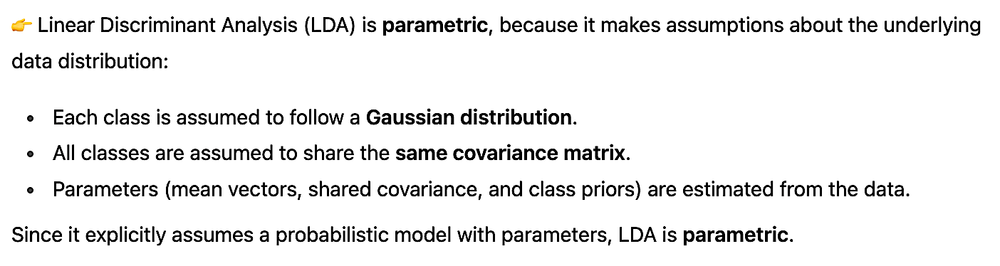 👉 Linear Discriminant Analysis (LDA) is parametric, because it makes assumptions about the underlying
data distribution:
• Each class is assumed to follow a Gaussian distribution.
• All classes are assumed to share the same covariance matrix.
• Parameters (mean vectors, shared covariance, and class priors) are estimated from the data.
Since it explicitly assumes a probabilistic model with parameters, LDA is parametric.